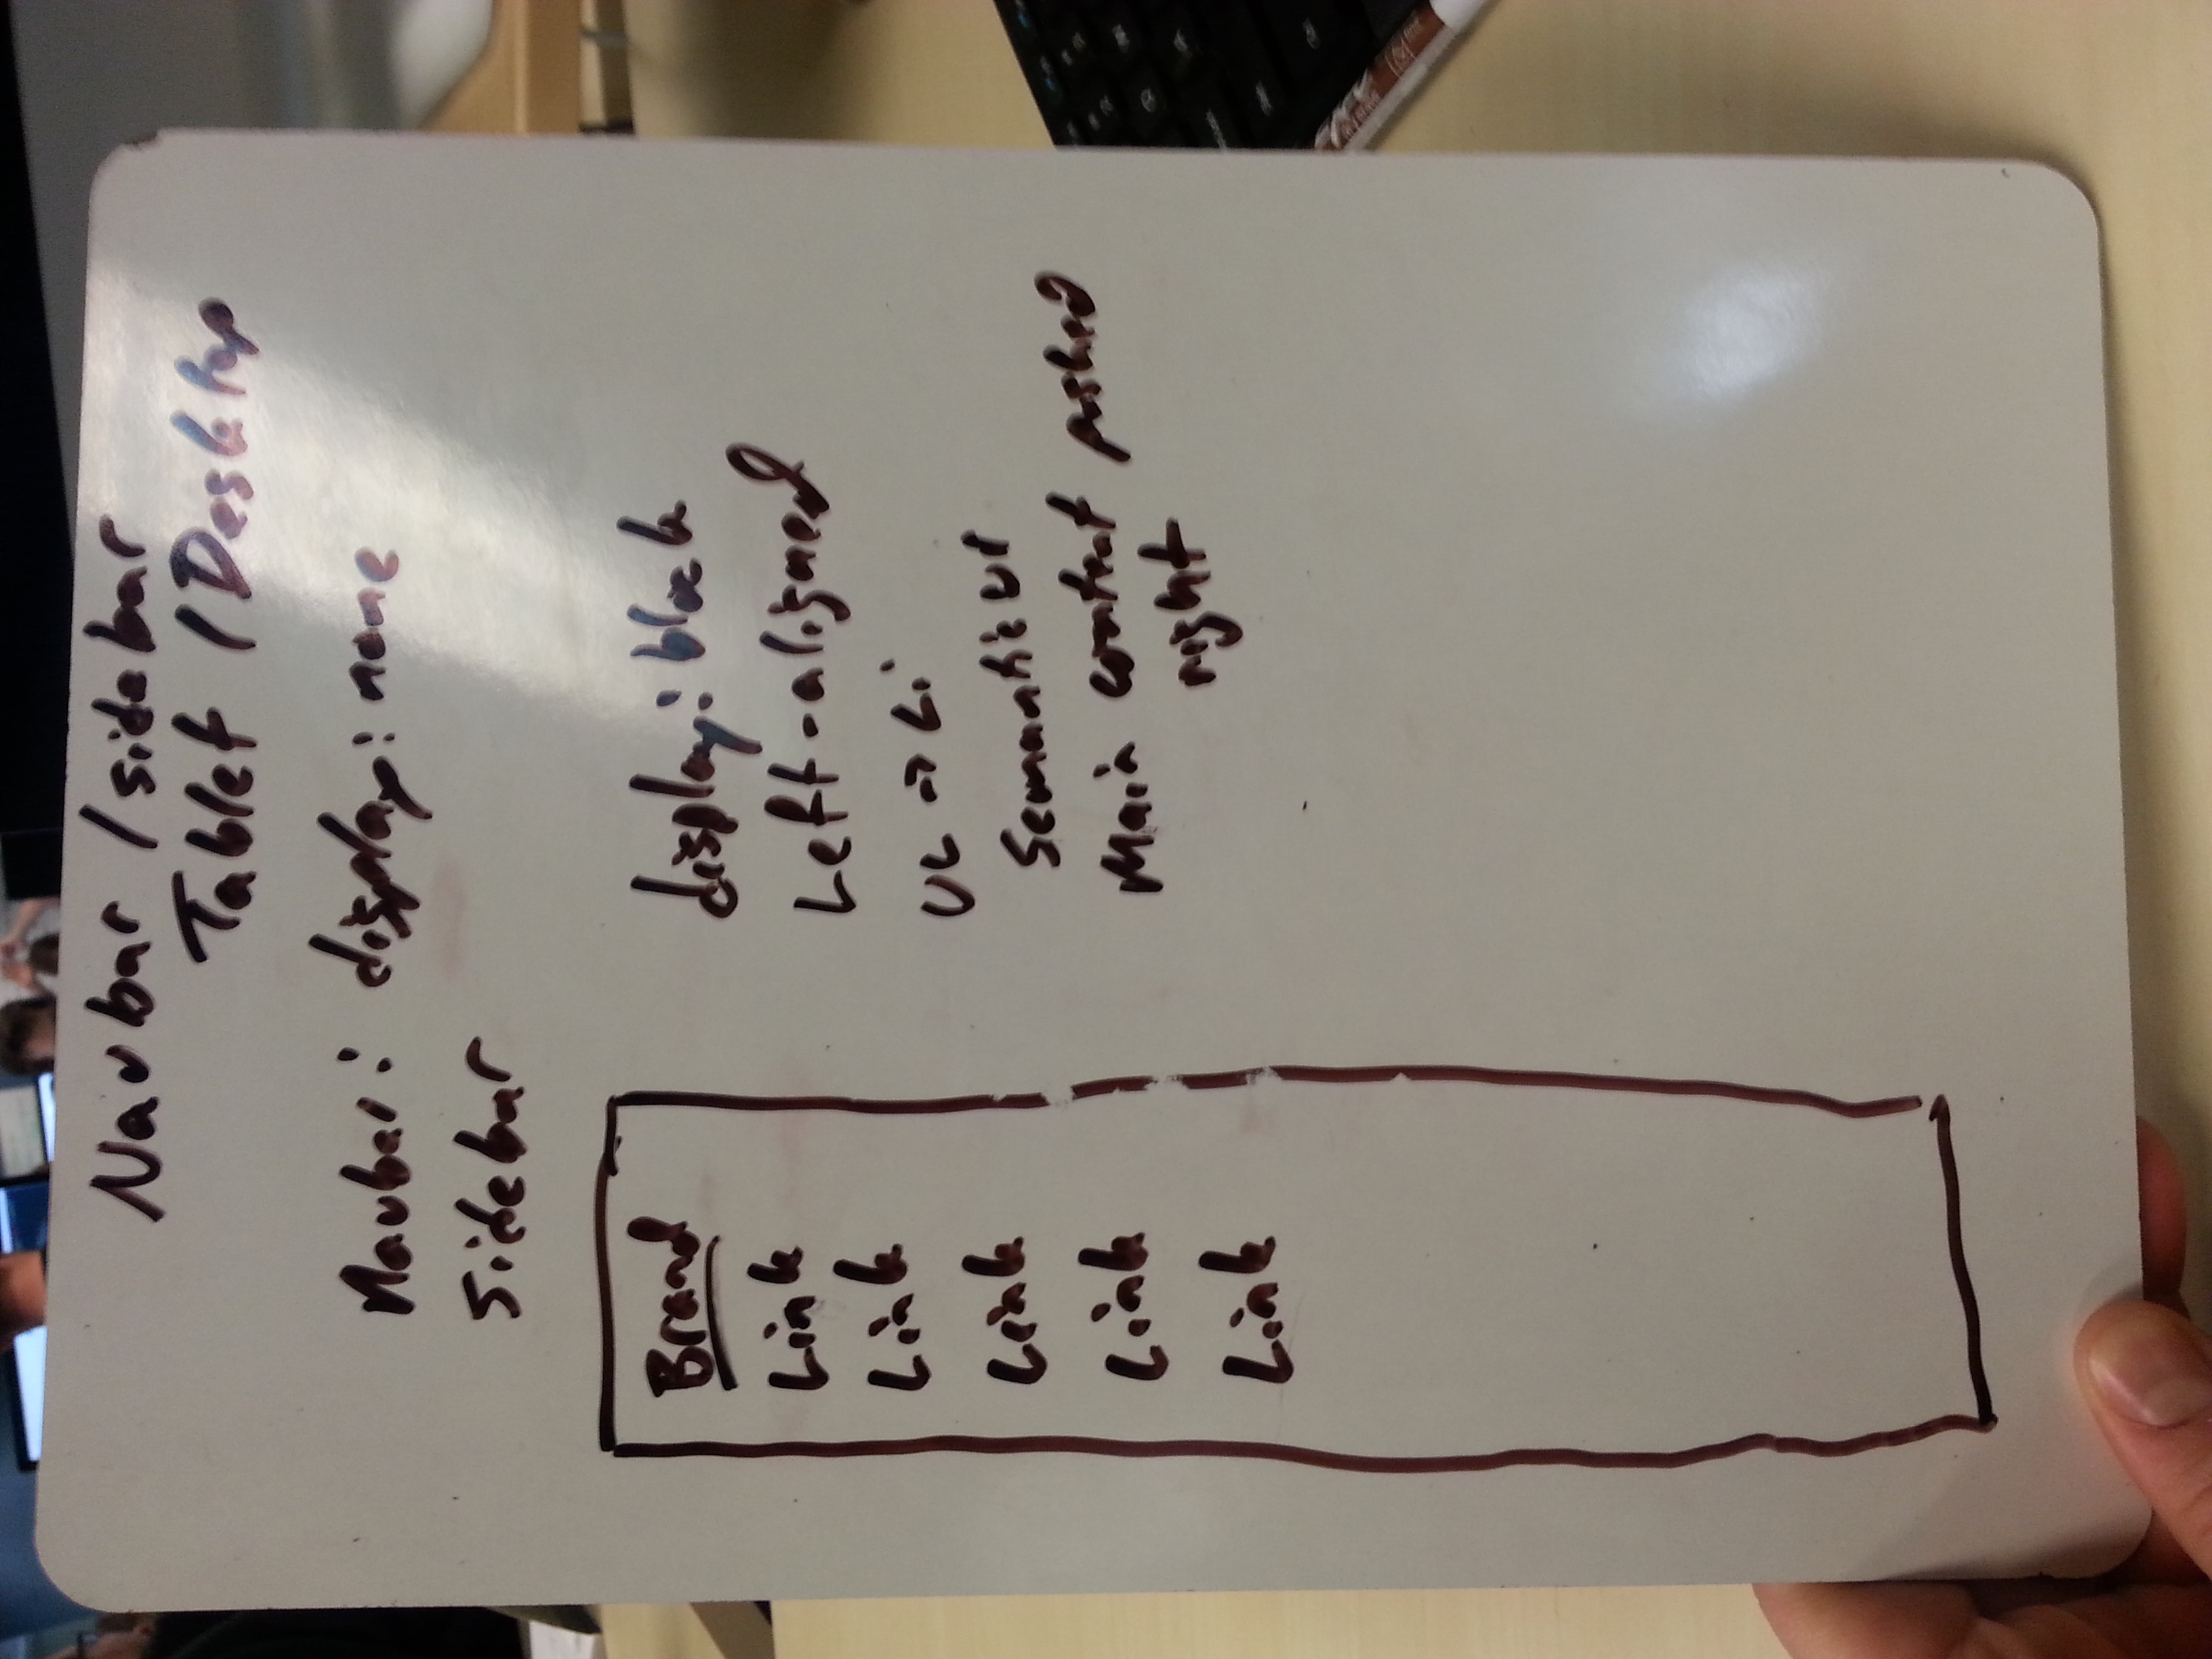 Navbar / sidebar
Tablet / Desktop
Navbar: display: none
Sidebar
Brand
Link
Link
Link
Link
Link
display: block
Left-aligned
UL → Li
Semantic UI
Main content pushed
right